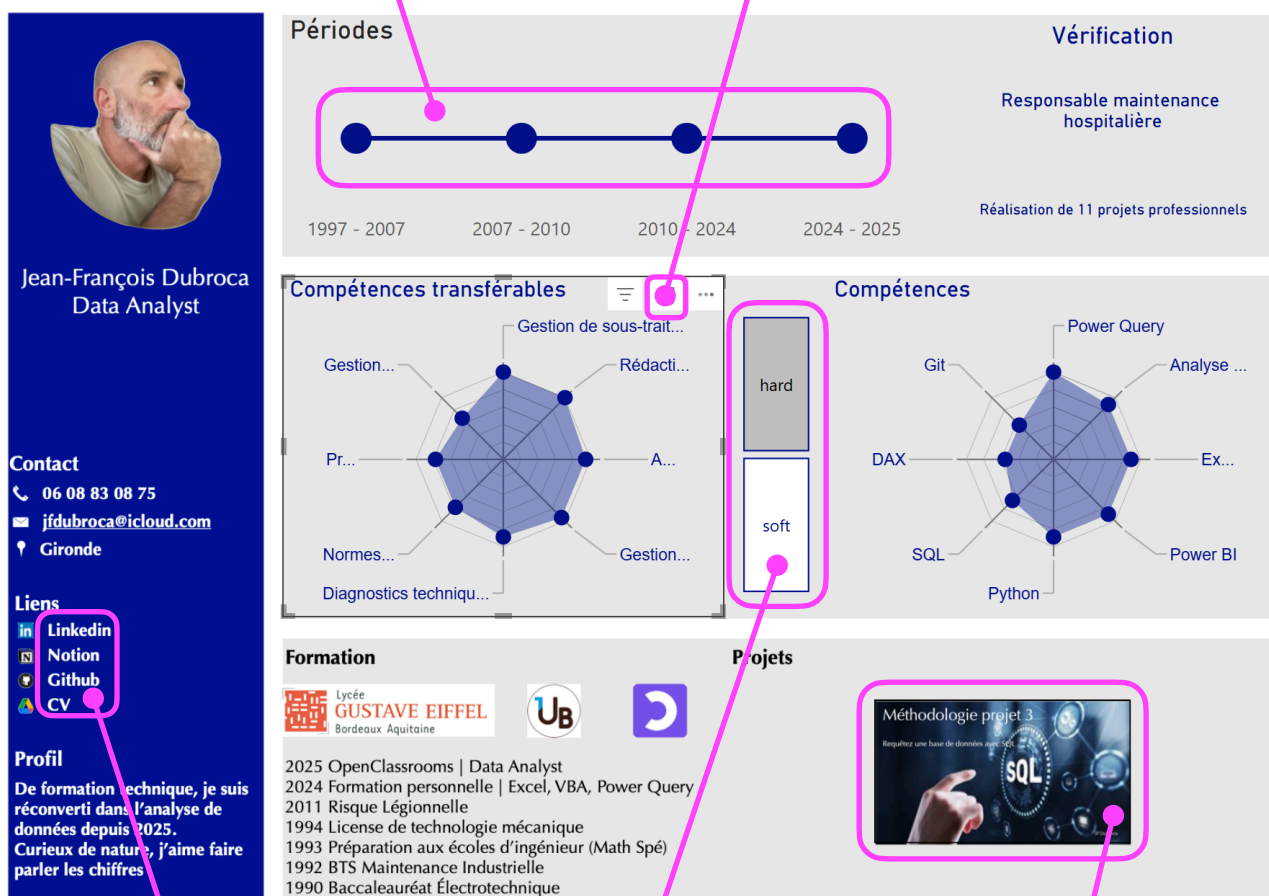 Jean-François Dubroca
Data Analyst
Contact
06 08 83 08 75
jfdubroca@icloud.com
Gironde
Liens
in Linkedin
N Notion
Github
CV
Profil
De formation technique, je suis
réconverti dans l'analyse de
données depuis 2025.
Curieux de nature, j'aime faire
parler les chiffres
Périodes
1997 - 2007
2007 - 2010
2010 - 2024
2024 - 2025
Vérification
Responsable maintenance
hospitalière
Réalisation de 11 projets professionnels
Compétences transférables
Gestion de sous-trait...
Gestion...
Rédacti...
Pr...
A...
Normes...
Gestion...
Diagnostics techniqu...
hard
soft
Compétences
Power Query
Git
Analyse ...
DAX
Ex...
SQL
Power BI
Python
Formation
Lycée
GUSTAVE EIFFEL
Bordeaux Aquitaine
UB
2025 OpenClassrooms | Data Analyst
2024 Formation personnelle | Excel, VBA, Power Query
2011 Risque Légionnelle
1994 License de technologie mécanique
1993 Préparation aux écoles d'ingénieur (Math Spé)
1992 BTS Maintenance Industrielle
1990 Baccaleauréat Électrotechnique
Projets
Méthodologie projet 3
Requêtez une base de données avec SQL
SQL